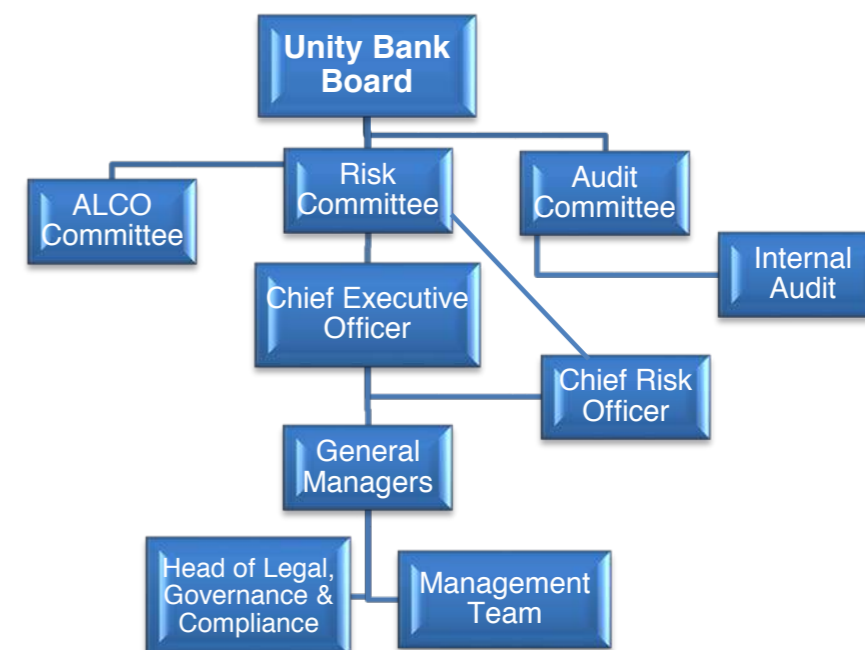 Unity Bank
Board
ALCO
Committee
Risk
Committee
Audit
Committee
Internal
Audit
Chief Executive
Officer
Chief Risk
Officer
General
Managers
Head of Legal,
Governance &
Compliance
Management
Team